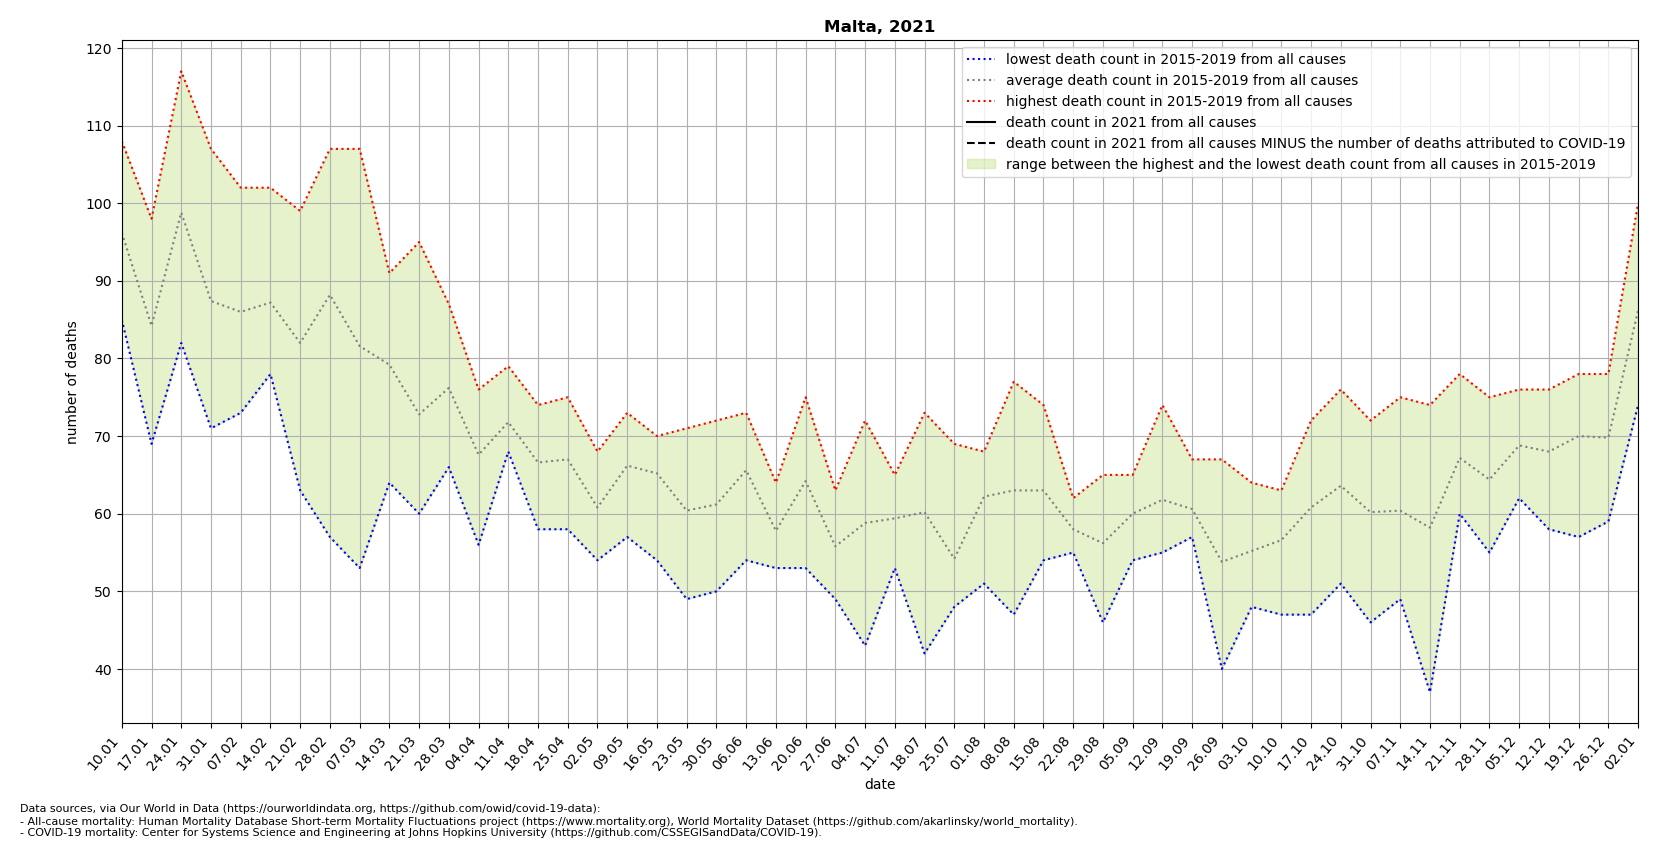 Malta, 2021
120
110
100
90
80
70
60
50
40
number of deaths
lowest death count in 2015-2019 from all causes
average death count in 2015-2019 from all causes
highest death count in 2015-2019 from all causes
death count in 2021 from all causes
death count in 2021 from all causes MINUS the number of deaths attributed to COVID-19
range between the highest and the lowest death count from all causes in 2015-2019
10.01 17.01 24.01 31.01 07.02 14.02 21.02 28.02 07.03 14.03 21.03 28.03 04.04 11.04 18.04 25.04 02.05 09.05 16.05 23.05 30.05 06.06 13.06 20.06 27.06 04.07 11.07 18.07 25.07 01.08 08.08 15.08 22.08 29.08 05.09 12.09 19.09 26.09 03.10 10.10 17.10 24.10 31.10 07.11 14.11 21.11 28.11 05.12 12.12 19.12 26.12 02.01
date
Data sources, via Our World in Data (https://ourworldindata.org, https://github.com/owid/covid-19-data):
- All-cause mortality: Human Mortality Database Short-term Mortality Fluctuations project (https://www.mortality.org), World Mortality Dataset (https://github.com/akarlinsky/world_mortality).
- COVID-19 mortality: Center for Systems Science and Engineering at Johns Hopkins University (https://github.com/CSSEGISandData/COVID-19).